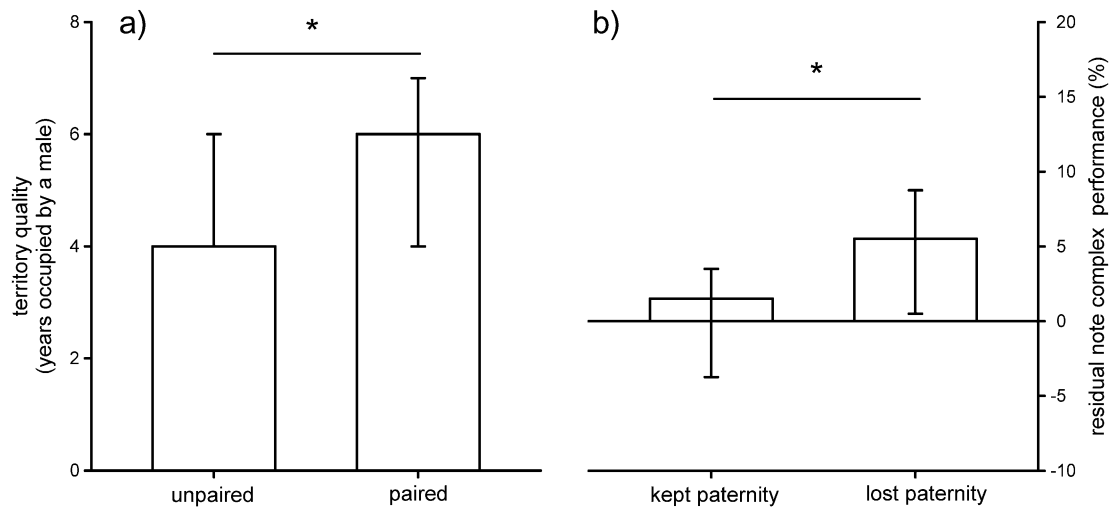 a)
*
8
6
4
2
0
territory quality
(years occupied by a male)
unpaired
paired
b)
*
20
15
10
5
0
-5
-10
residual note complex performance (%)
kept paternity
lost paternity